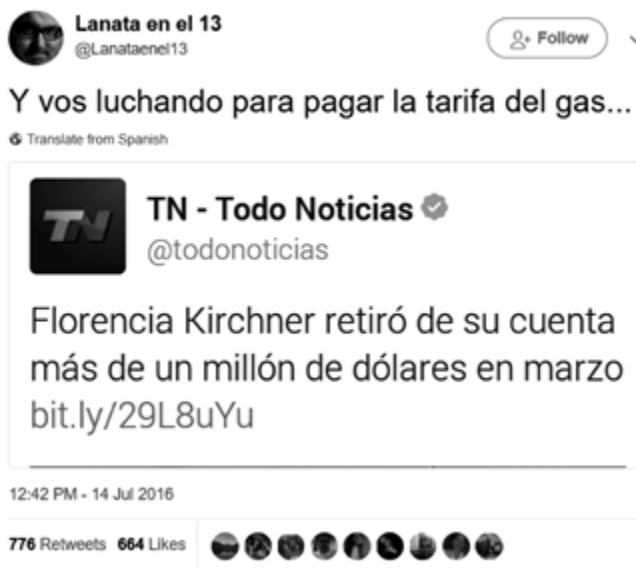 Lanata en el 13
@Lanataenel13
Follow
Y vos luchando para pagar la tarifa del gas...
Translate from Spanish
TN
TN - Todo Noticias
@todonoticias
Florencia Kirchner retiró de su cuenta
más de un millón de dólares en marzo
bit.ly/29L8uYu
12:42 PM - 14 Jul 2016
776 Retweets 664 Likes